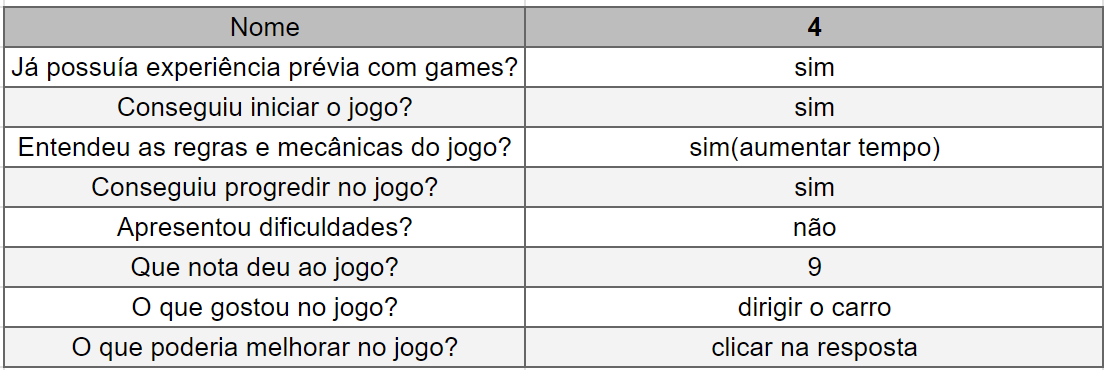 Nome 4
Já possuía experiência prévia com games? sim
Conseguiu iniciar o jogo? sim
Entendeu as regras e mecânicas do jogo? sim(aumentar tempo)
Conseguiu progredir no jogo? sim
Apresentou dificuldades? não
Que nota deu ao jogo? 9
O que gostou no jogo? dirigir o carro
O que poderia melhorar no jogo? clicar na resposta